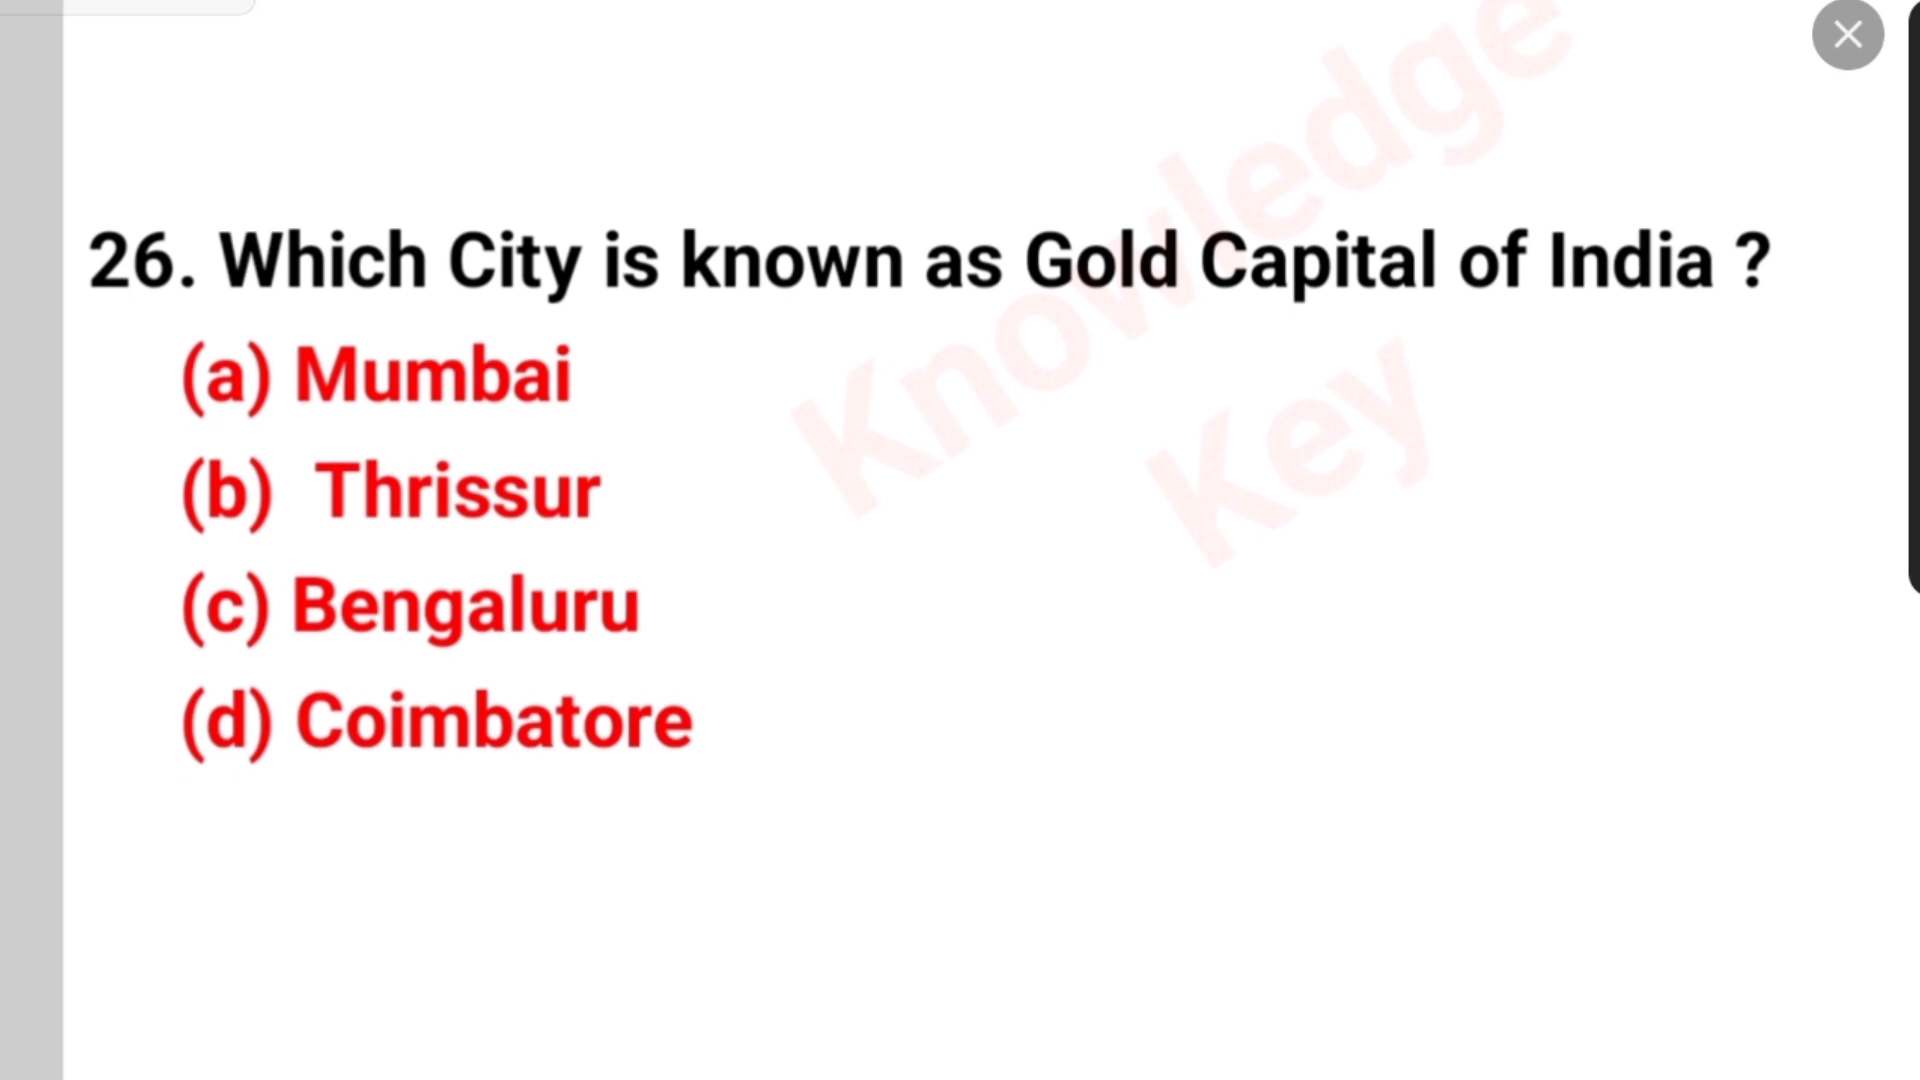 26. Which City is known as Gold Capital of India ?
(a) Mumbai
(b) Thrissur
(c) Bengaluru
(d) Coimbatore
Knowledge
Key